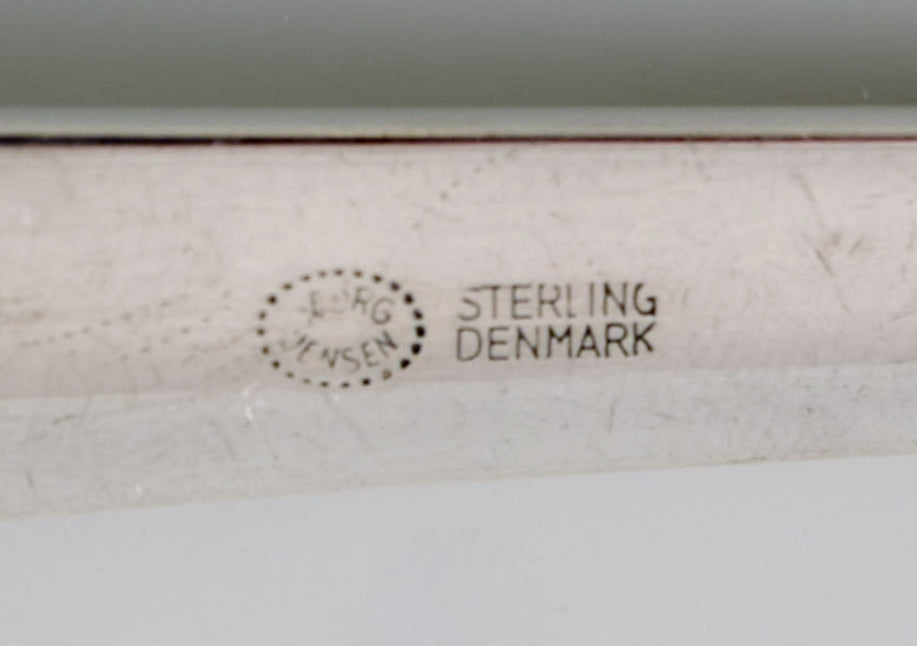 GEORG
JENSEN
STERLING
DENMARK